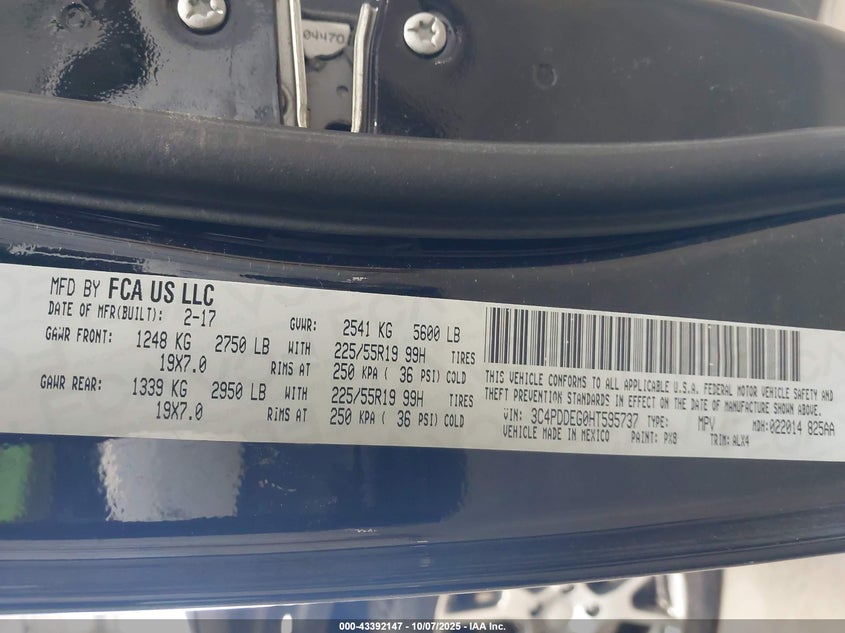 04470
MFD BY FCA US LLC
DATE OF MFR(BUILT): 2-17 GVWR: 2541 KG 5600 LB
GAWR FRONT: 1248 KG 2750 LB WITH 225/55R19 99H TIRES
19X7.0 RIMS AT 250 KPA ( 36 PSI) COLD
GAWR REAR: 1339 KG 2950 LB WITH 225/55R19 99H TIRES
19X7.0 RIMS AT 250 KPA ( 36 PSI) COLD
THIS VEHICLE CONFORMS TO ALL APPLICABLE U.S.A. FEDERAL MOTOR VEHICLE SAFETY AND
THEFT PREVENTION STANDARDS IN EFFECT ON THE DATE OF MANUFACTURE SHOWN ABOVE.
VIN: 3C4PDDEG0HT595737 TYPE: MPV MDH:022014 825AA
VEHICLE MADE IN MEXICO PAINT: PX8 TRIM: ALX4
000-43392147 - 10/07/2025 - IAA Inc.